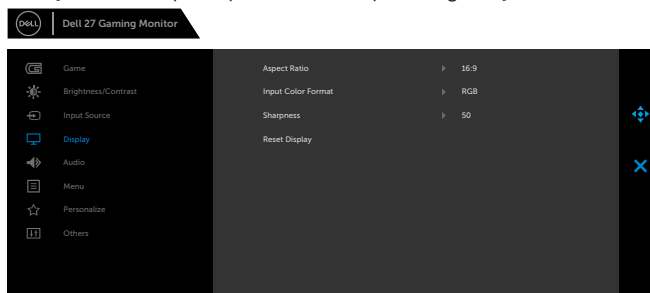 DELL
Dell 27 Gaming Monitor
Game
Aspect Ratio 16:9
Brightness/Contrast
Input Color Format RGB
Input Source
Sharpness 50
Display
Reset Display
Audio
Menu
Personalize
Others